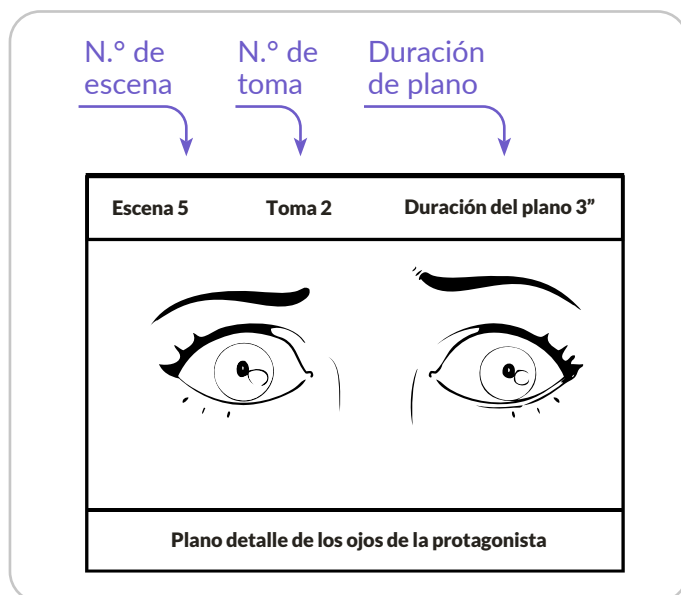 N.° de
escena
N.° de
toma
Duración
de plano
Escena 5
Toma 2
Duración del plano 3”
Plano detalle de los ojos de la protagonista